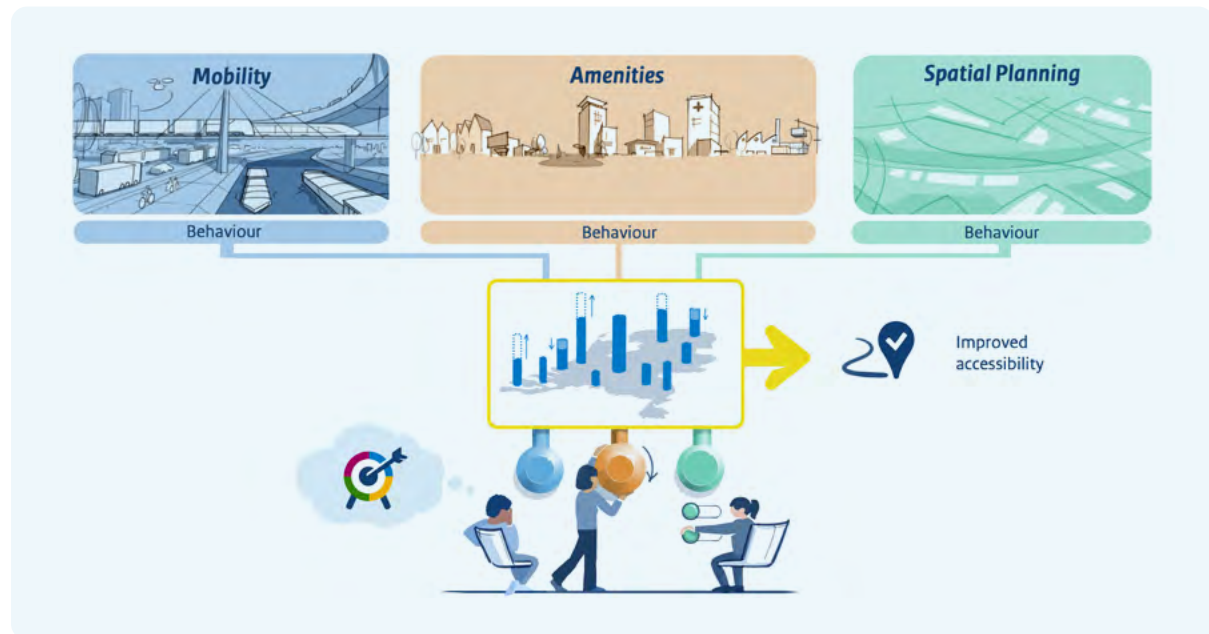 Mobility
Amenities
Spatial Planning
Behaviour
Behaviour
Behaviour
Improved
accessibility